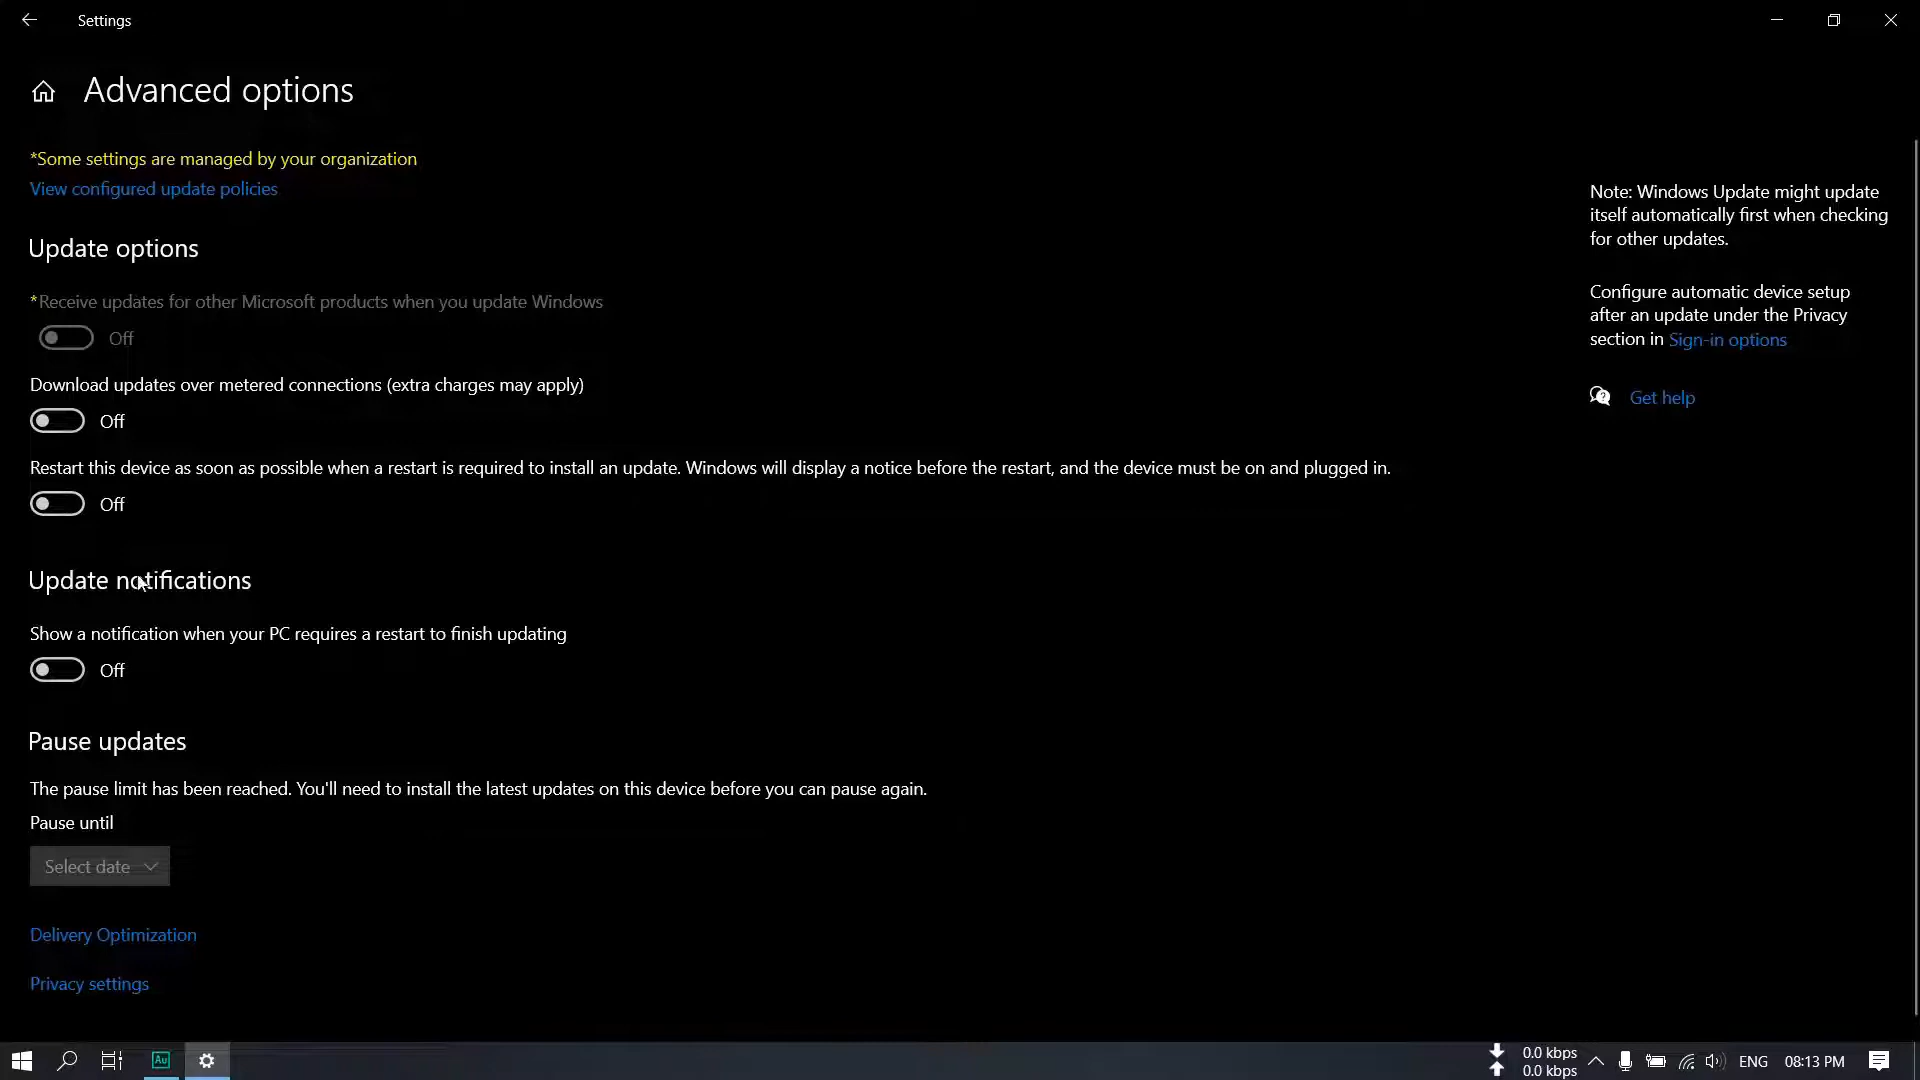 Settings
Advanced options
*Some settings are managed by your organization
View configured update policies
Update options
*Receive updates for other Microsoft products when you update Windows
Off
Download updates over metered connections (extra charges may apply)
Off
Restart this device as soon as possible when a restart is required to install an update. Windows will display a notice before the restart, and the device must be on and plugged in.
Off
Update notifications
Show a notification when your PC requires a restart to finish updating
Off
Pause updates
The pause limit has been reached. You'll need to install the latest updates on this device before you can pause again.
Pause until
Select date
Delivery Optimization
Privacy settings
Note: Windows Update might update
itself automatically first when checking
for other updates.
Configure automatic device setup
after an update under the Privacy
section in Sign-in options
Get help
Au
0.0 kbps
0.0 kbps
ENG
08:13 PM